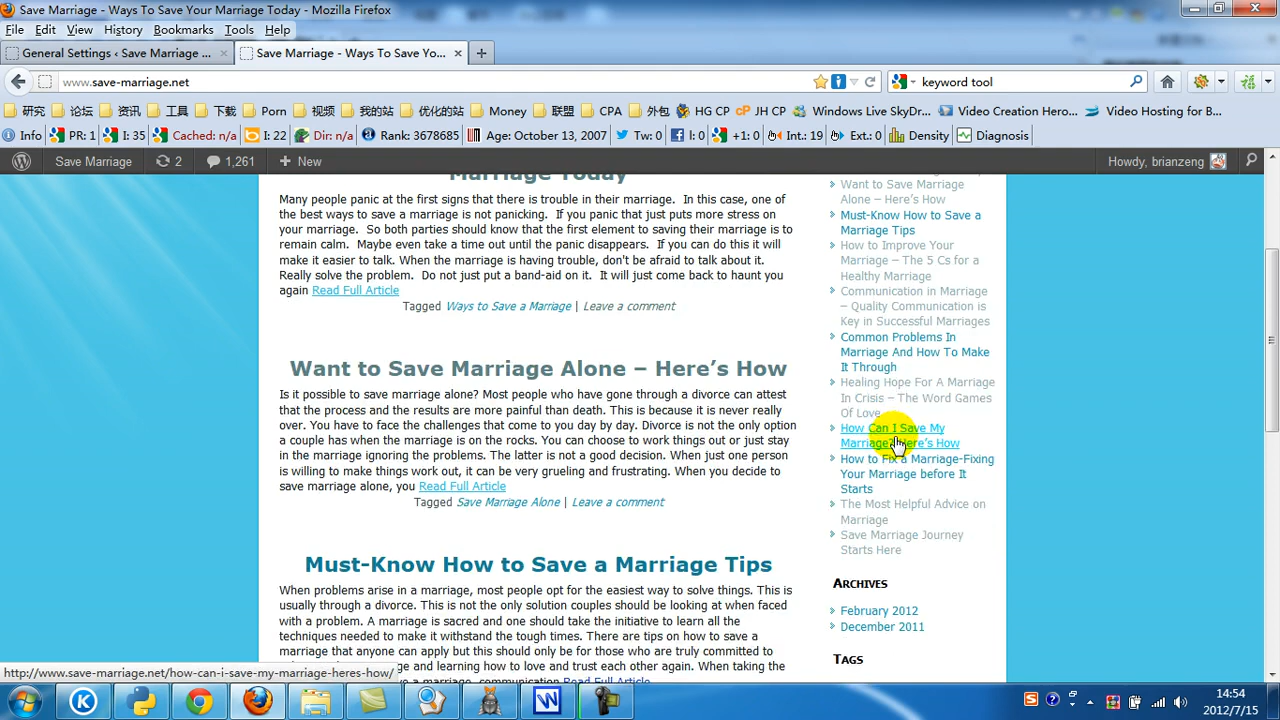 Save Marriage - Ways To Save Your Marriage Today - Mozilla Firefox
File Edit View History Bookmarks Tools Help
General Settings ‹ Save Marriage ... Save Marriage - Ways To Save Yo...
www.save-marriage.net keyword tool
研究 论坛 资讯 工具 下载 Porn 视频 我的站 优化的站 Money 联盟 CPA 外包 HG CP JH CP Windows Live SkyDr... Video Creation Hero... Video Hosting for B...
Info PR: 1 I: 35 Cached: n/a I: 22 Dir: n/a Rank: 3678685 Age: October 13, 2007 Tw: 0 I: 0 +1: 0 Int.: 19 Ext.: 0 Density Diagnosis
Save Marriage 2 1,261 New Howdy, brianzeng
Marriage Today
Many people panic at the first signs that there is trouble in their marriage. In this case, one of
the best ways to save a marriage is not panicking. If you panic that just puts more stress on
your marriage. So both parties should know that the first element to saving their marriage is to
remain calm. Maybe even take a time out until the panic disappears. If you can do this it will
make it easier to talk. When the marriage is having trouble, don't be afraid to talk about it.
Really solve the problem. Do not just put a band-aid on it. It will just come back to haunt you
again Read Full Article
Tagged Ways to Save a Marriage | Leave a comment
Want to Save Marriage Alone – Here’s How
Is it possible to save marriage alone? Most people who have gone through a divorce can attest
that the process and the results are more painful than death. This is because it is never really
over. You have to face the challenges that come to you day by day. Divorce is not the only option
a couple has when the marriage is on the rocks. You can choose to work things out or just stay
in the marriage ignoring the problems. The latter is not a good decision. When just one person
is willing to make things work out, it can be very grueling and frustrating. When you decide to
save marriage alone, you Read Full Article
Tagged Save Marriage Alone | Leave a comment
Must-Know How to Save a Marriage Tips
When problems arise in a marriage, most people opt for the easiest way to solve things. This is
usually through a divorce. This is not the only solution couples should be looking at when faced
with a problem. A marriage is sacred and one should take the initiative to learn all the
techniques needed to make it withstand the tough times. There are tips on how to save a
marriage that anyone can apply but this should only be for those who are truly committed to
and learning how to love and trust each other again. When taking the
a marriage, communication Read Full Article
Want to Save Marriage
Alone – Here’s How
Must-Know How to Save a
Marriage Tips
How to Improve Your
Marriage – The 5 Cs for a
Healthy Marriage
Communication in Marriage
– Quality Communication is
Key in Successful Marriages
Common Problems In
Marriage And How To Make
It Through
Healing Hope For A Marriage
In Crisis – The Word Games
Of Love
How Can I Save My
Marriage? Here’s How
How to Fix a Marriage-Fixing
Your Marriage before It
Starts
The Most Helpful Advice on
Marriage
Save Marriage Journey
Starts Here
Archives
February 2012
December 2011
Tags
http://www.save-marriage.net/how-can-i-save-my-marriage-heres-how/
14:54
2012/7/15